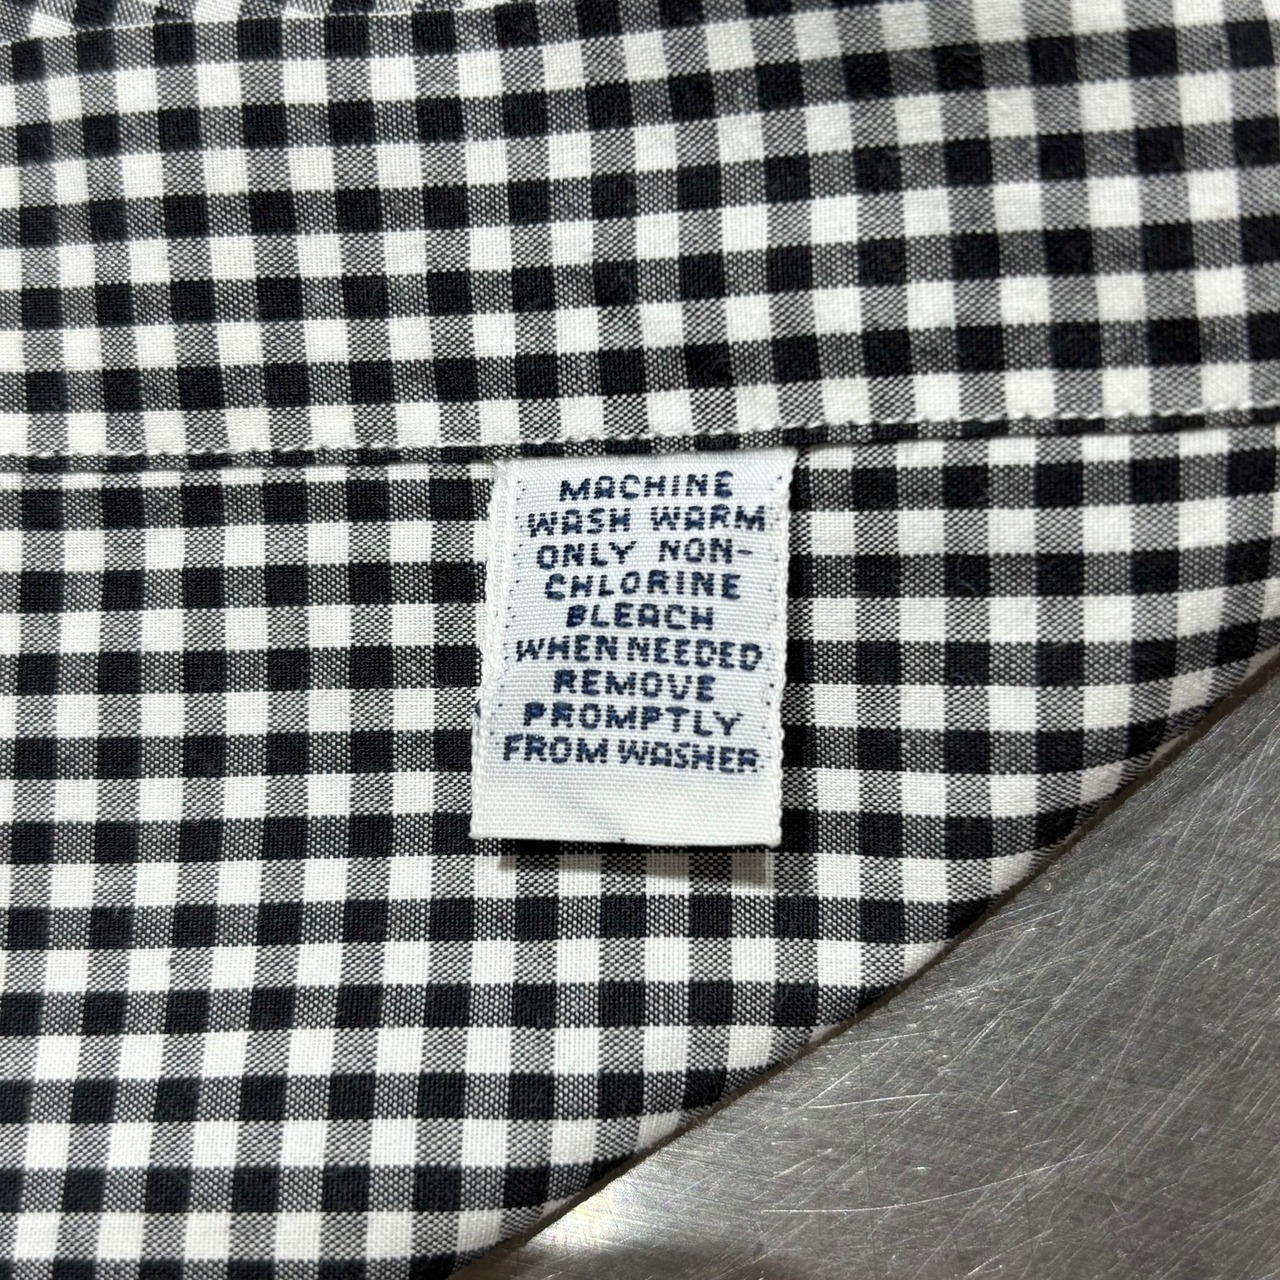 MACHINE
WASH WARM
ONLY NON-
CHLORINE
BLEACH
WHEN NEEDED
REMOVE
PROMPTLY
FROM WASHER